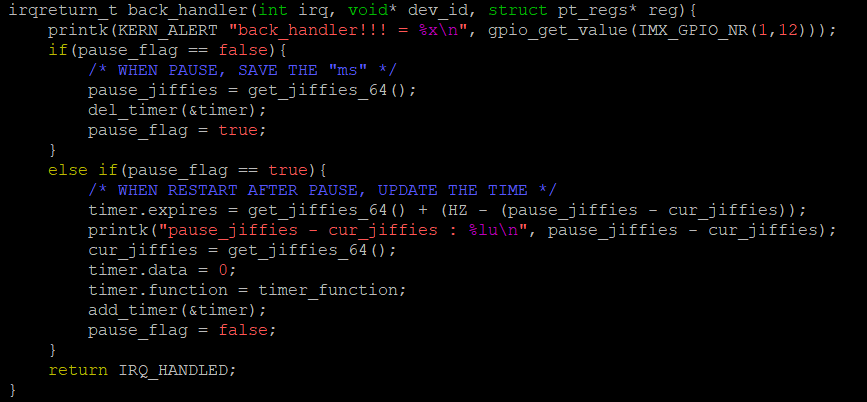 irqreturn_t back_handler(int irq, void* dev_id, struct pt_regs* reg){
    printk(KERN_ALERT "back_handler!!! = %x\n", gpio_get_value(IMX_GPIO_NR(1,12)));
    if(pause_flag == false){
        /* WHEN PAUSE, SAVE THE "ms" */
        pause_jiffies = get_jiffies_64();
        del_timer(&timer);
        pause_flag = true;
    }
    else if(pause_flag == true){
        /* WHEN RESTART AFTER PAUSE, UPDATE THE TIME */
        timer.expires = get_jiffies_64() + (HZ - (pause_jiffies - cur_jiffies));
        printk("pause_jiffies - cur_jiffies : %lu\n", pause_jiffies - cur_jiffies);
        cur_jiffies = get_jiffies_64();
        timer.data = 0;
        timer.function = timer_function;
        add_timer(&timer);
        pause_flag = false;
    }
    return IRQ_HANDLED;
}